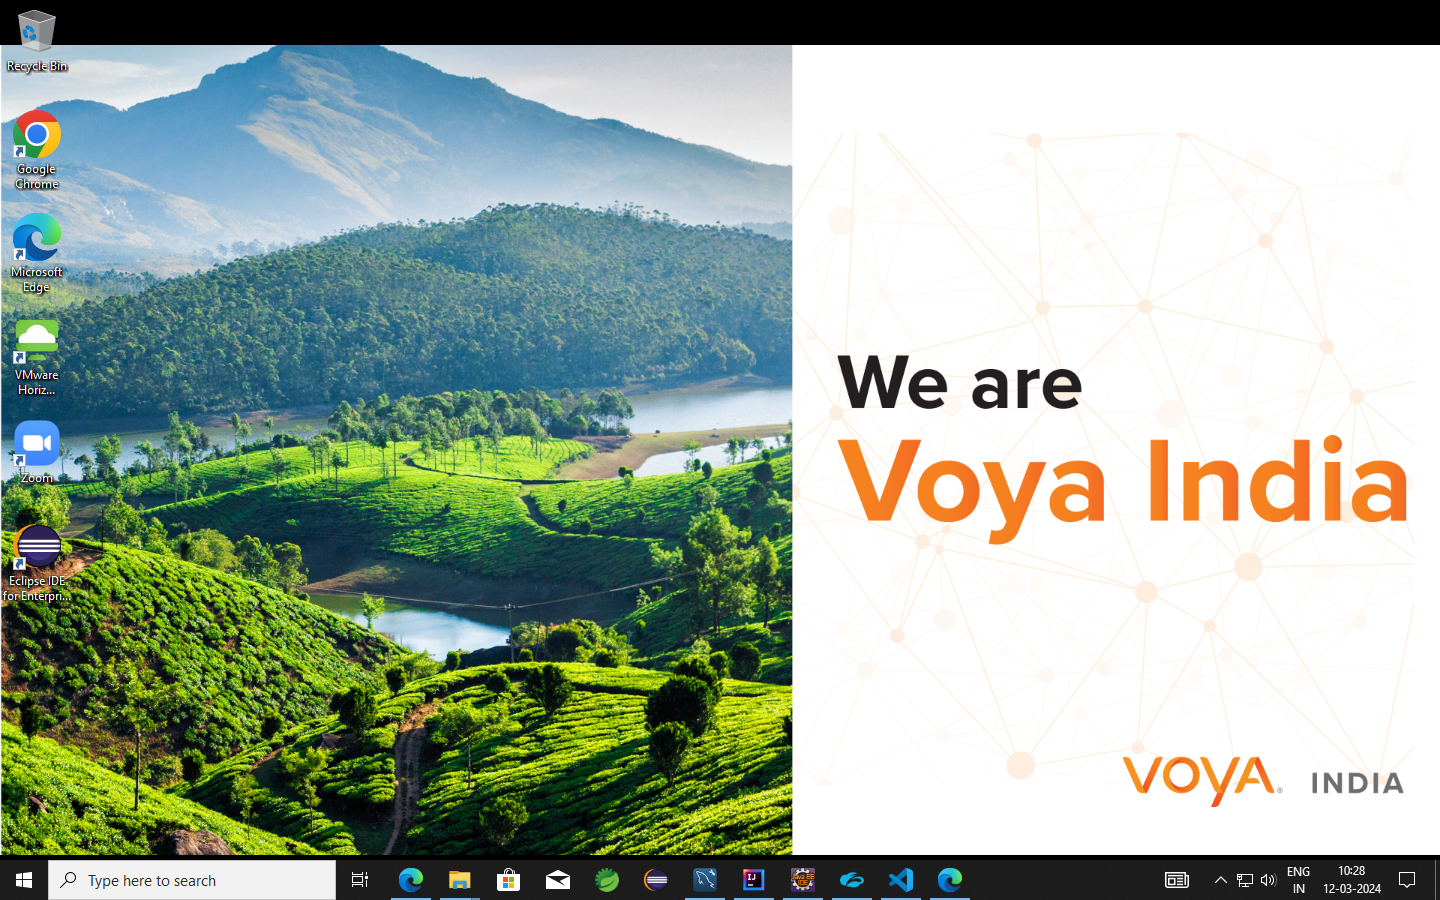 Recycle Bin
Google
Chrome
Microsoft
Edge
VMware
Horiz...
Zoom
Eclipse IDE
for Enterpri...
We are
Voya India
VOYA® INDIA
Type here to search
ENG
IN
10:28
12-03-2024